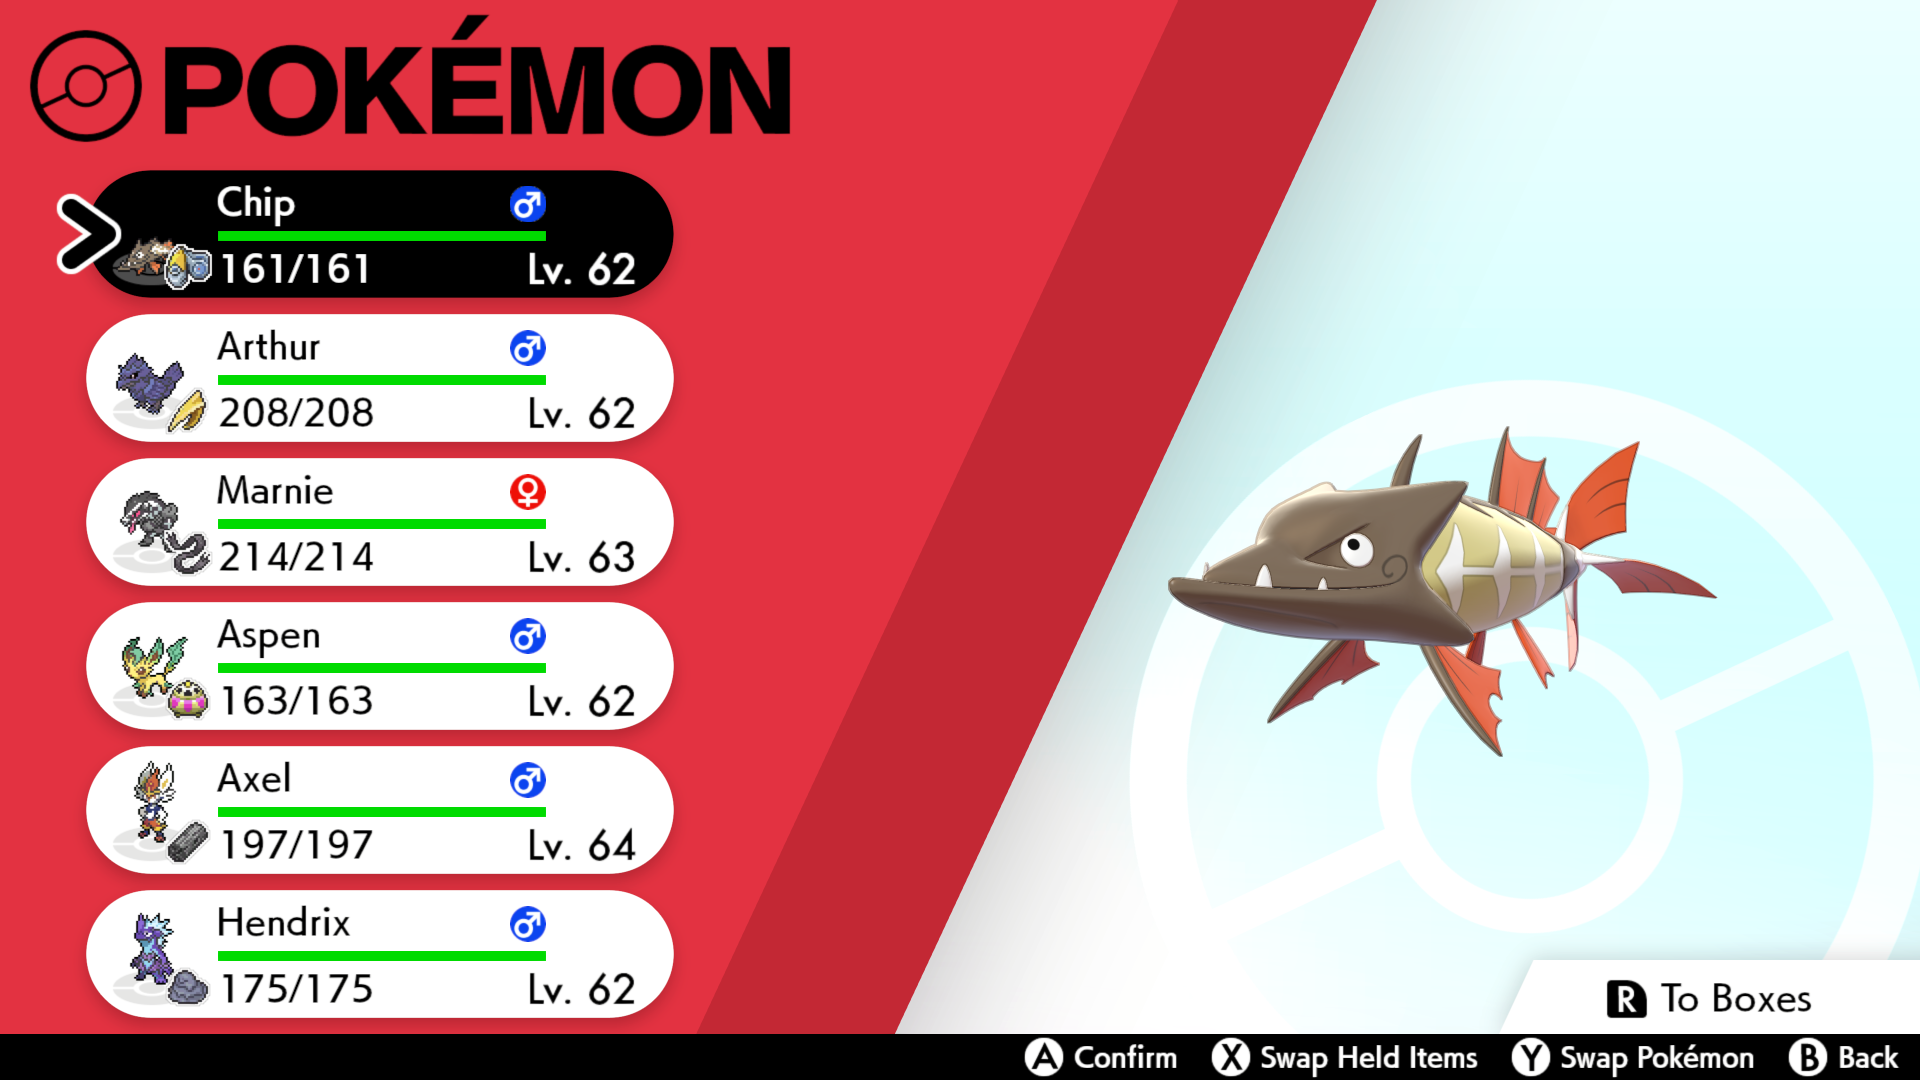 POKÉMON
Chip ♂
161/161 Lv. 62
Arthur ♂
208/208 Lv. 62
Marnie ♀
214/214 Lv. 63
Aspen ♂
163/163 Lv. 62
Axel ♂
197/197 Lv. 64
Hendrix ♂
175/175 Lv. 62
R To Boxes
A Confirm X Swap Held Items Y Swap Pokémon B Back